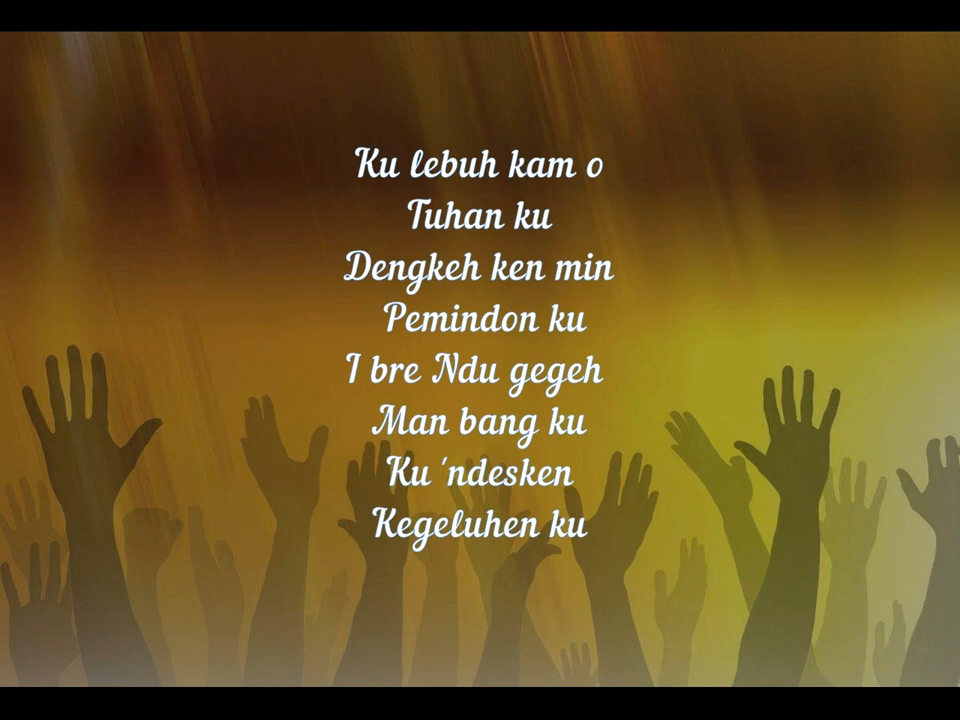 Ku lebuh kam o
Tuhan ku
Dengkeh ken min
Pemindon ku
I bre Ndu gegeh
Man bang ku
Ku 'ndesken
Kegeluhen ku